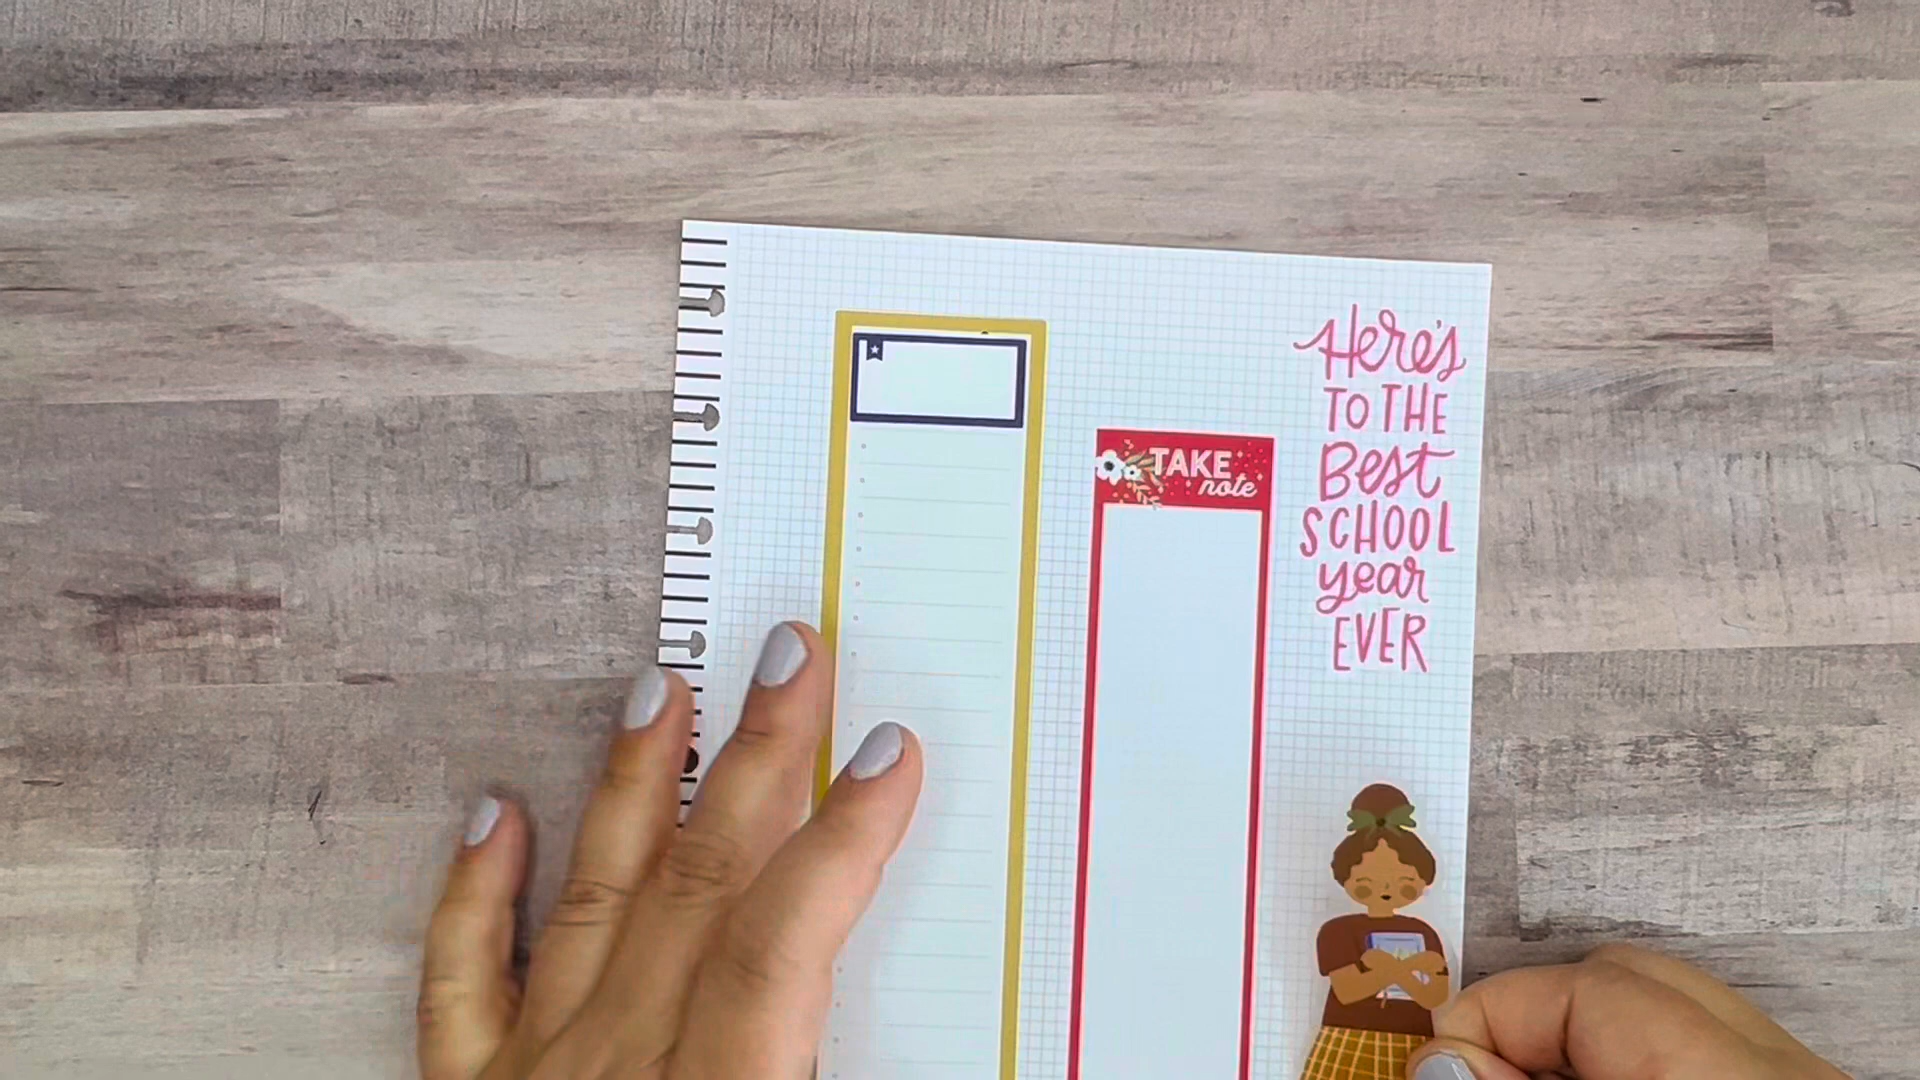 TAKE
note
Here's
TO THE
Best
SCHOOL
year
EVER